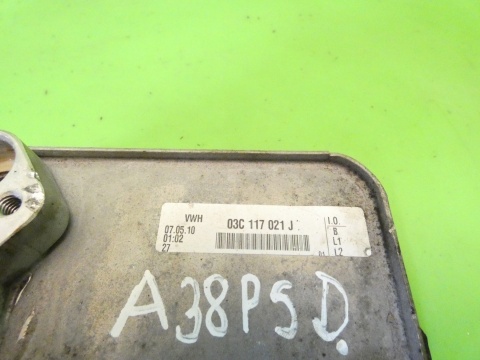 VWH 03C 117 021 J I.O.
07.05.10 B
01:02 L1
27 L2
A38PSD.